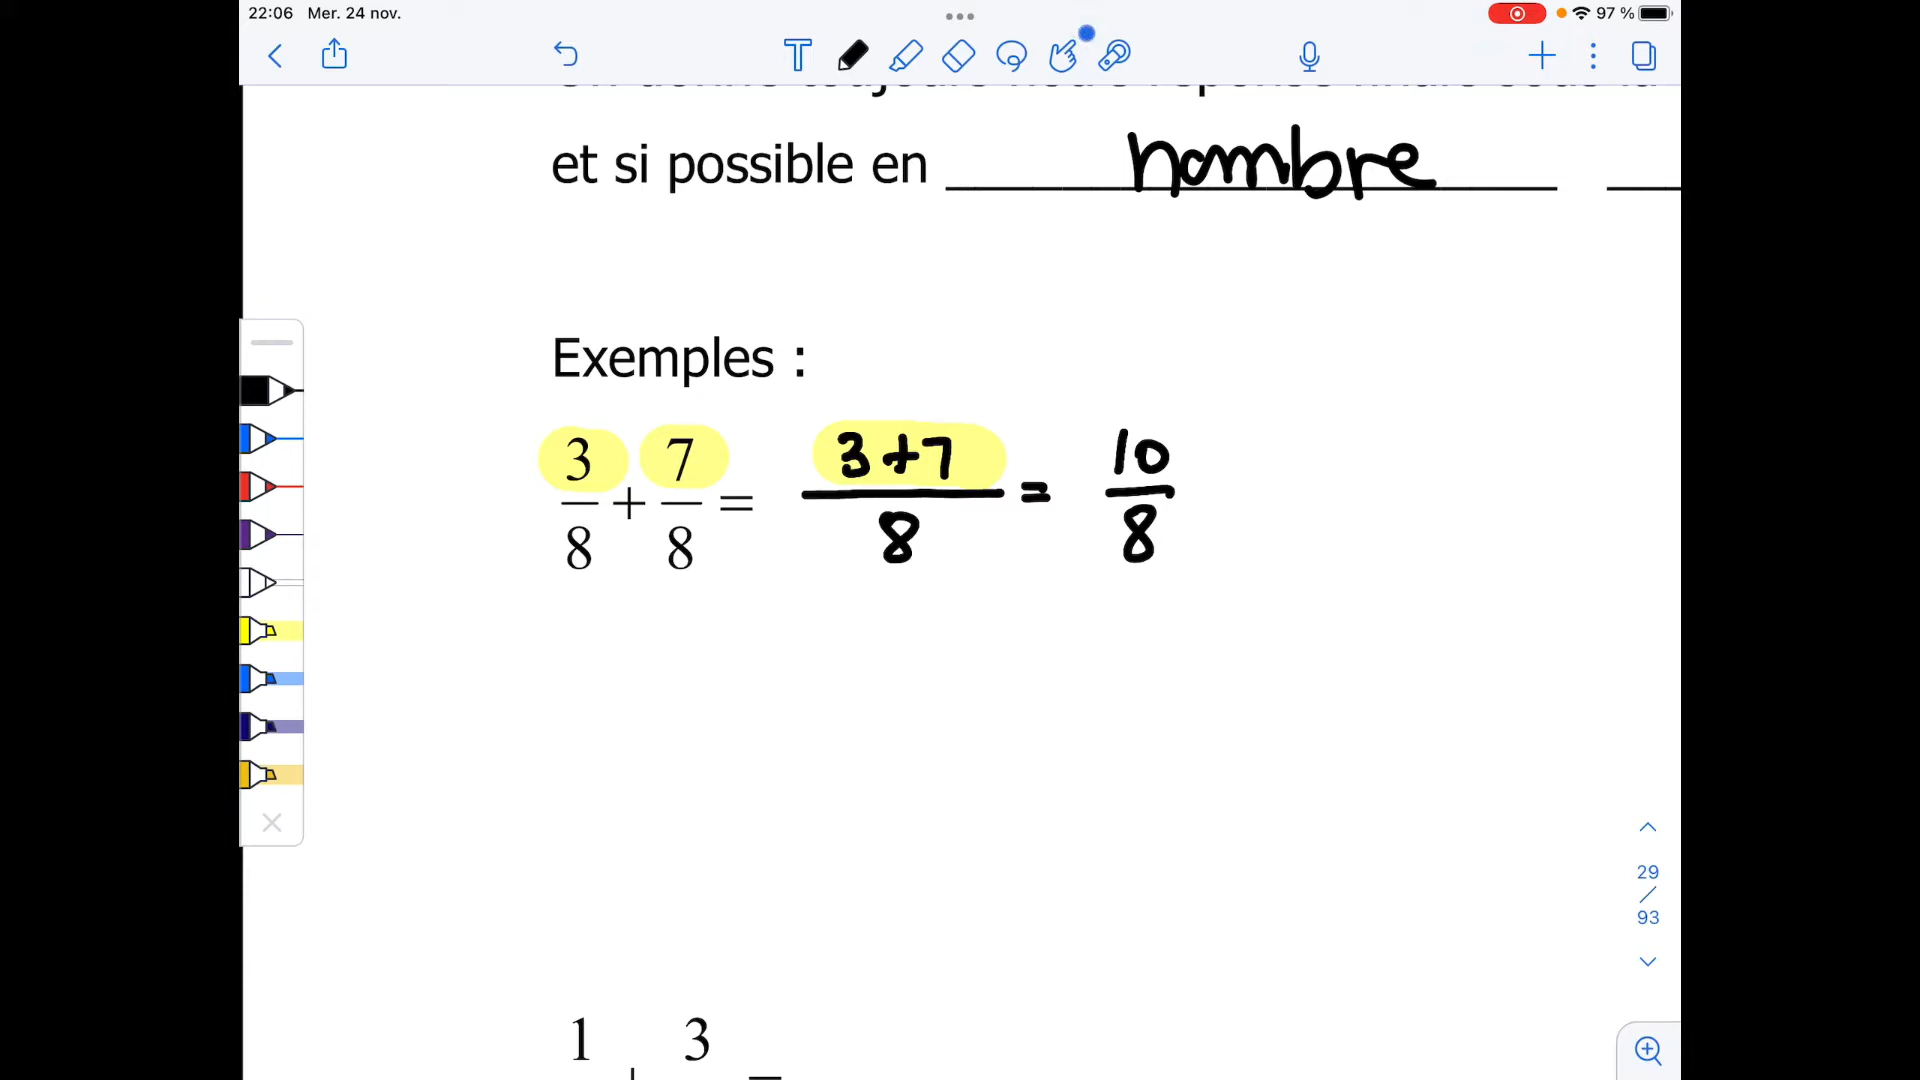 22:06 Mer. 24 nov. 97 %
T
et si possible en nombre
Exemples :
3/8 + 7/8 = 3+7/8 = 10/8
29
/
93
1 + 3 =